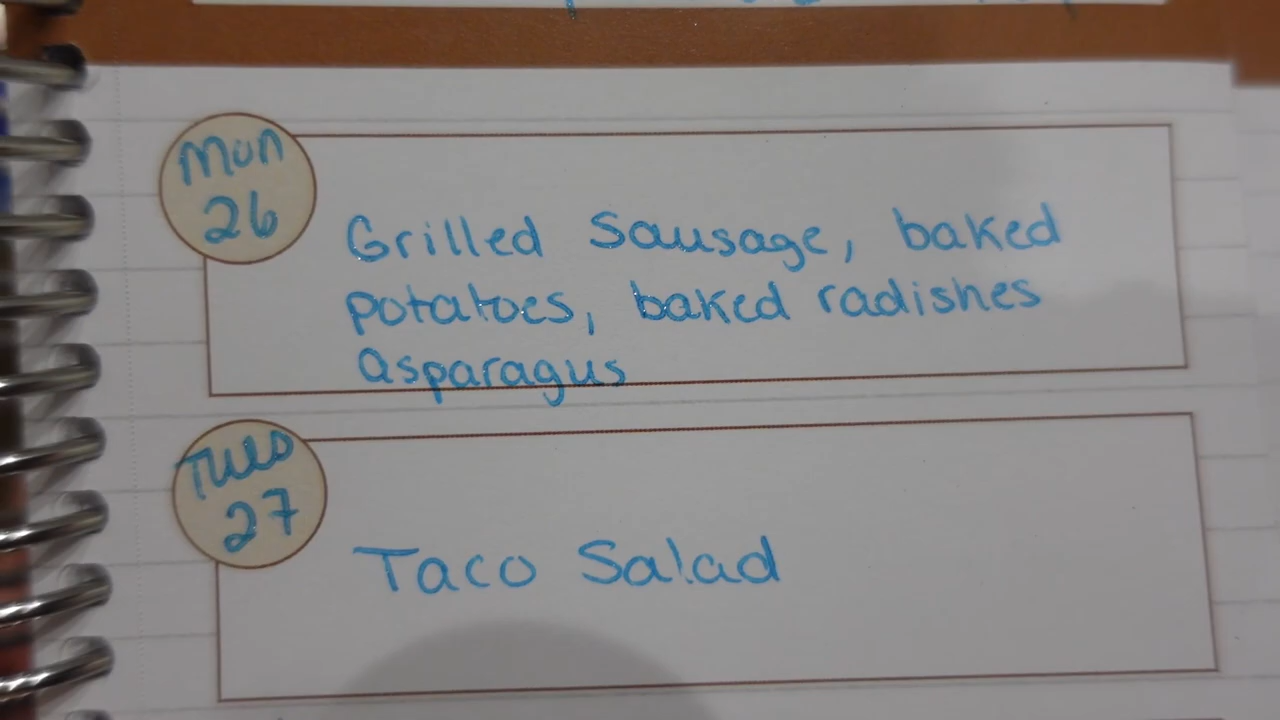 Mon
26
Grilled Sausage, baked
potatoes, baked radishes
asparagus
Tues
27
Taco Salad